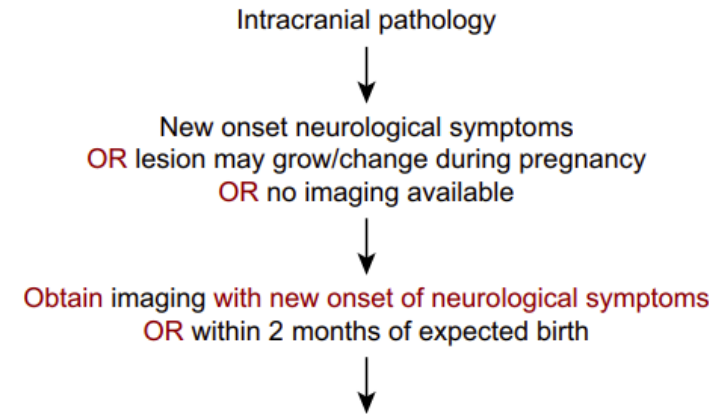 Intracranial pathology
New onset neurological symptoms
OR lesion may grow/change during pregnancy
OR no imaging available
Obtain imaging with new onset of neurological symptoms
OR within 2 months of expected birth